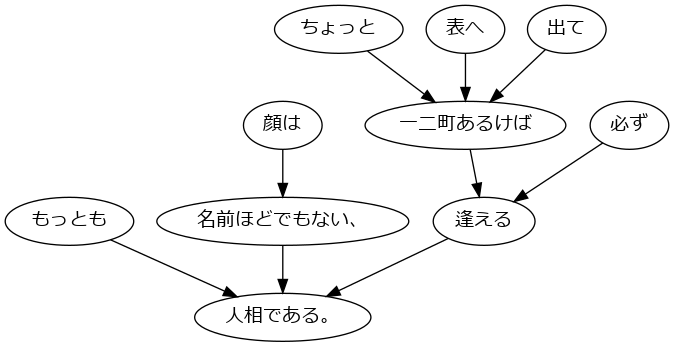 ちょっと
表へ
出て
顔は
一二町あるけば
必ず
もっとも
名前ほどでもない、
逢える
人相である。